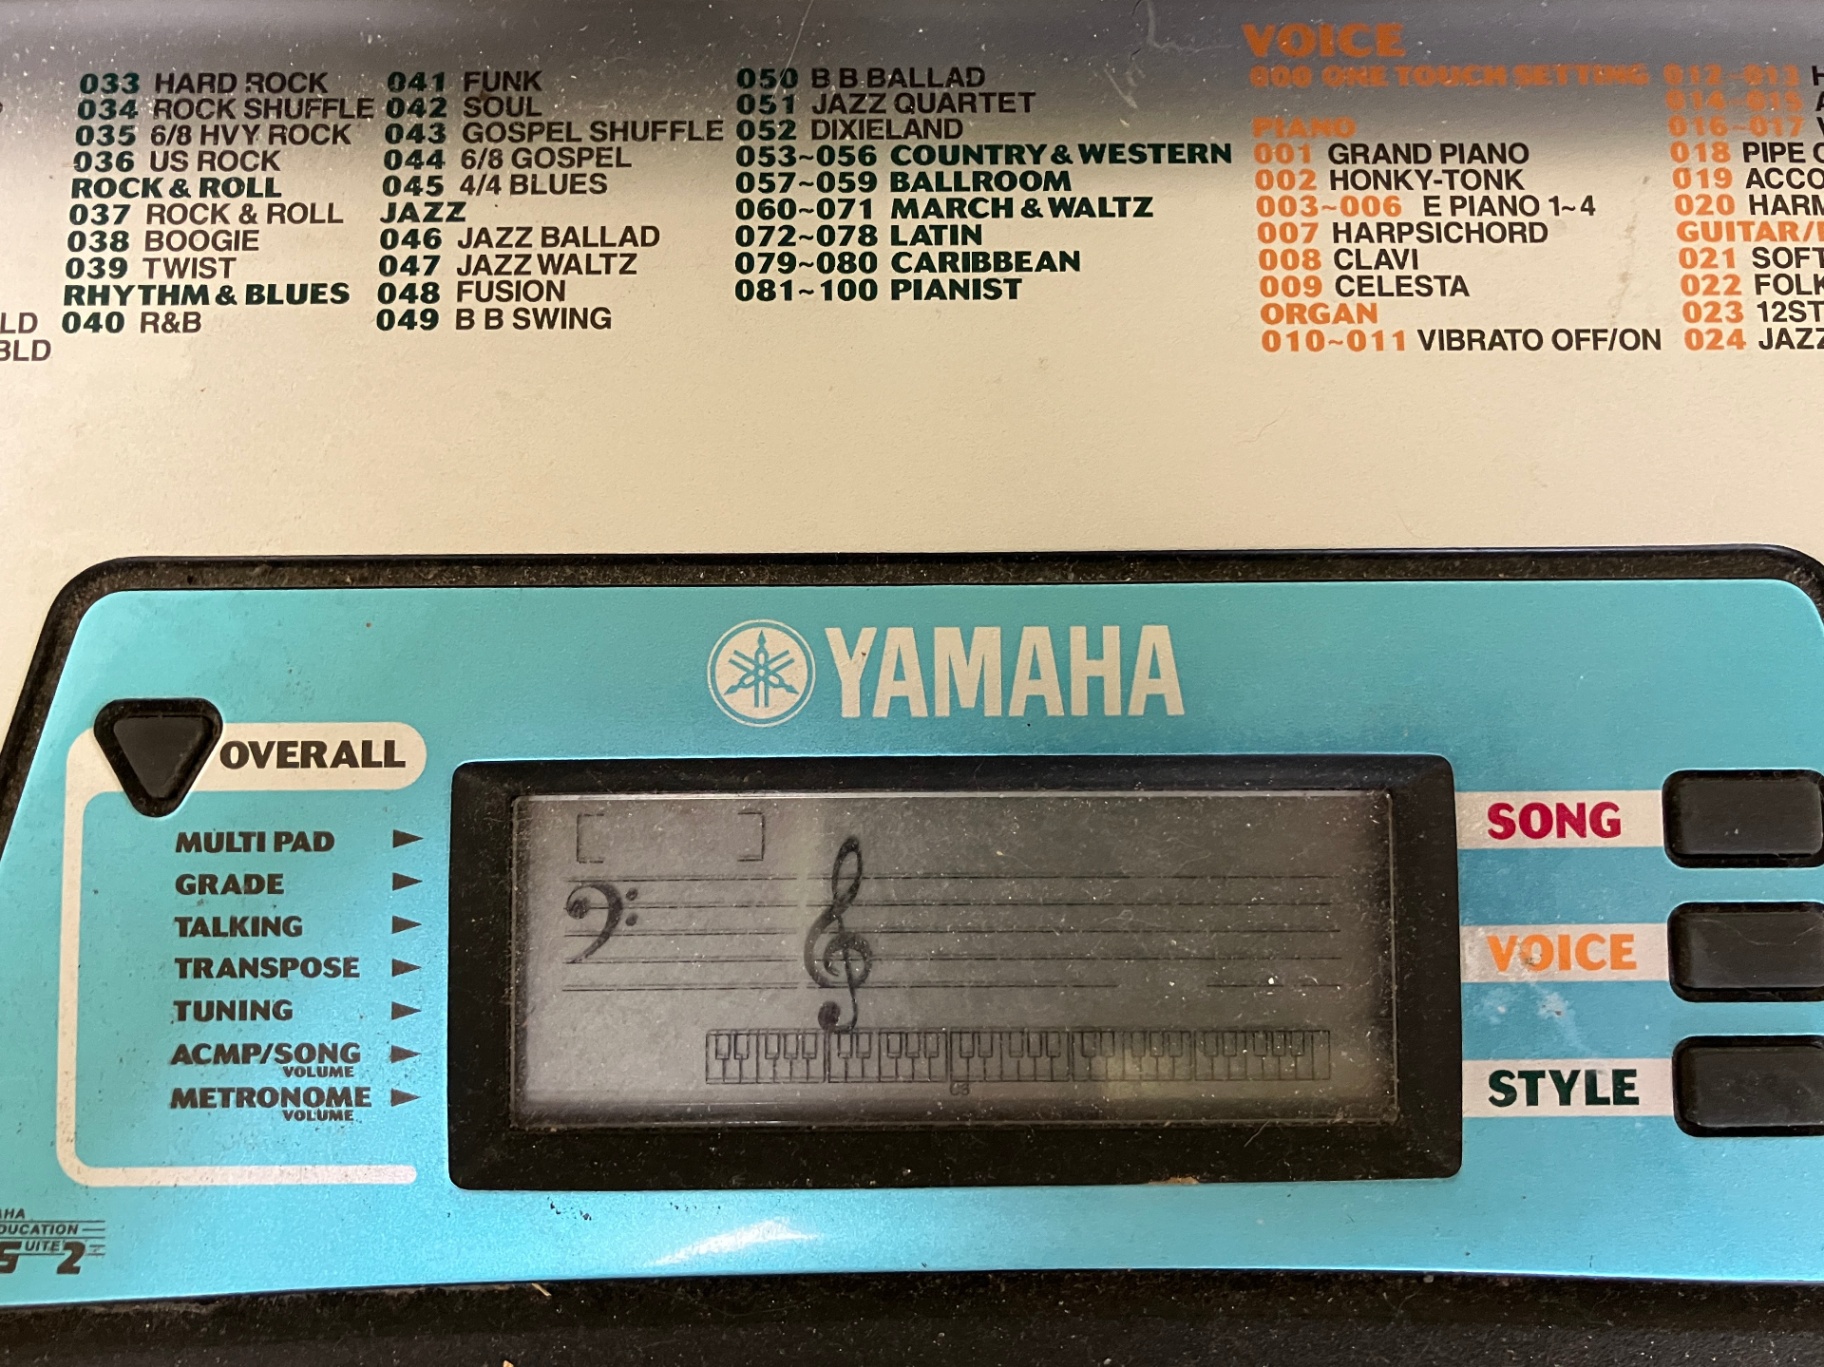 033 HARD ROCK
034 ROCK SHUFFLE
035 6/8 HVY ROCK
036 US ROCK
ROCK & ROLL
037 ROCK & ROLL
038 BOOGIE
039 TWIST
RHYTHM & BLUES
040 R&B
LD
BLD
041 FUNK
042 SOUL
043 GOSPEL SHUFFLE
044 6/8 GOSPEL
045 4/4 BLUES
JAZZ
046 JAZZ BALLAD
047 JAZZ WALTZ
048 FUSION
049 B B SWING
050 B B BALLAD
051 JAZZ QUARTET
052 DIXIELAND
053~056 COUNTRY & WESTERN
057~059 BALLROOM
060~071 MARCH & WALTZ
072~078 LATIN
079~080 CARIBBEAN
081~100 PIANIST
VOICE
000 ONE TOUCH SETTING
PIANO
001 GRAND PIANO
002 HONKY-TONK
003~006 E PIANO 1~4
007 HARPSICHORD
008 CLAVI
009 CELESTA
ORGAN
010~011 VIBRATO OFF/ON
012~013 H
014~015 A
016~017 V
018 PIPE O
019 ACCO
020 HARM
GUITAR/
021 SOFT
022 FOLK
023 12ST
024 JAZZ
YAMAHA
OVERALL
MULTI PAD
GRADE
TALKING
TRANSPOSE
TUNING
ACMP/SONG
VOLUME
METRONOME
VOLUME
SONG
VOICE
STYLE
AHA
DUCATION
SUITE 2